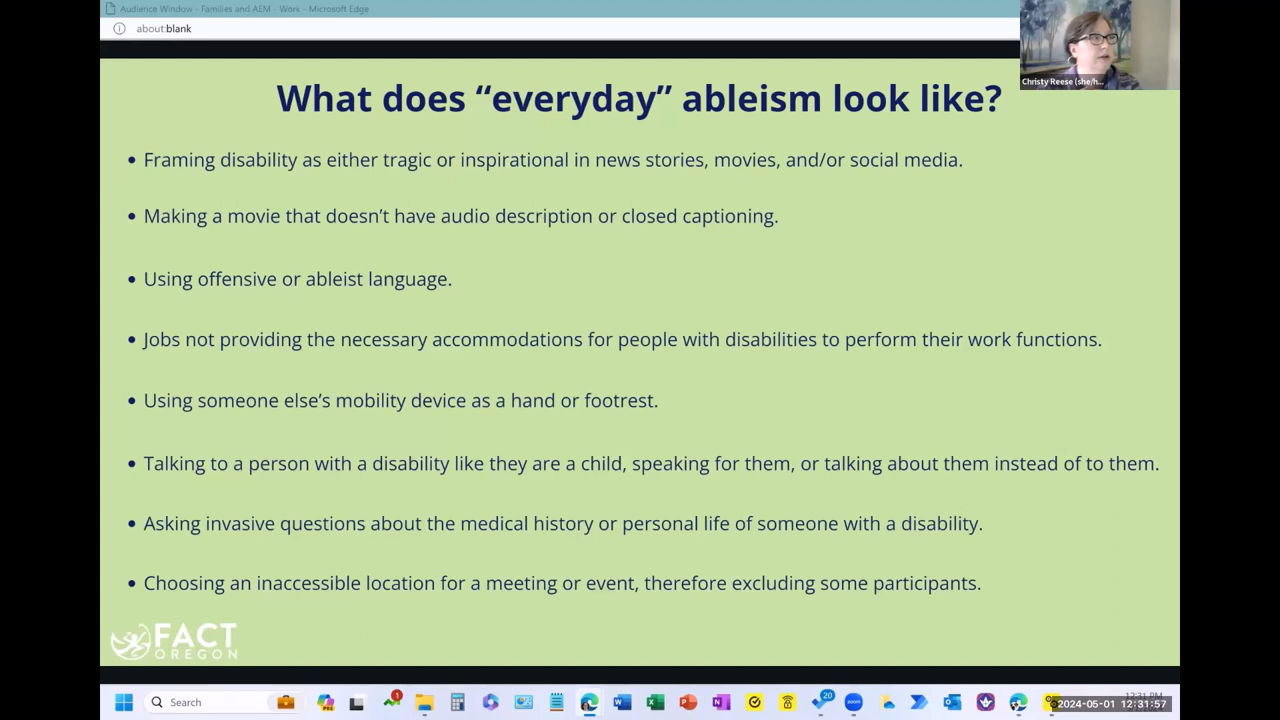 Audience Window - Families and AEM - Work - Microsoft Edge
about:blank
Christy Reese (she/h...
What does “everyday” ableism look like?
• Framing disability as either tragic or inspirational in news stories, movies, and/or social media.
• Making a movie that doesn’t have audio description or closed captioning.
• Using offensive or ableist language.
• Jobs not providing the necessary accommodations for people with disabilities to perform their work functions.
• Using someone else’s mobility device as a hand or footrest.
• Talking to a person with a disability like they are a child, speaking for them, or talking about them instead of to them.
• Asking invasive questions about the medical history or personal life of someone with a disability.
• Choosing an inaccessible location for a meeting or event, therefore excluding some participants.
FACT
OREGON
Search
1
20
12:31 PM
2024-05-01 12:31:57